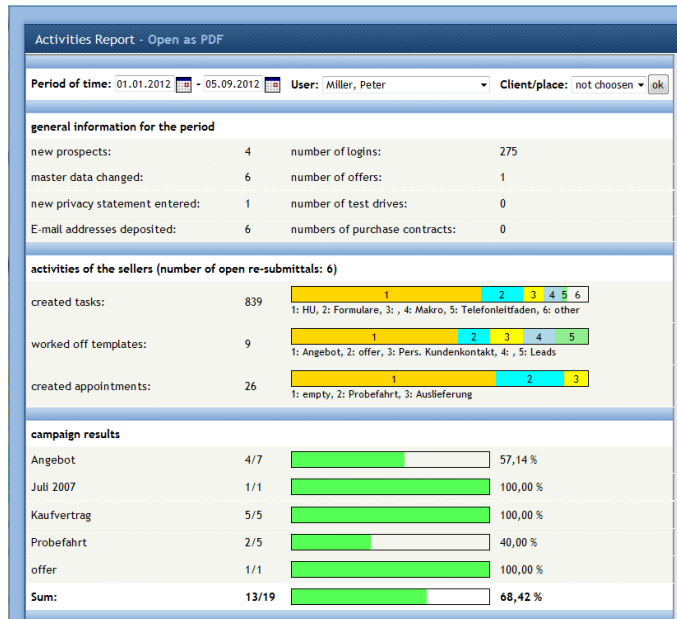 Activities Report - Open as PDF
Period of time: 01.01.2012 - 05.09.2012 User: Miller, Peter Client/place: not choosen ok
general information for the period
new prospects: 4 number of logins: 275
master data changed: 6 number of offers: 1
new privacy statement entered: 1 number of test drives: 0
E-mail addresses deposited: 6 numbers of purchase contracts: 0
activities of the sellers (number of open re-submittals: 6)
created tasks: 839 1 2 3 4 5 6
1: HU, 2: Formulare, 3: , 4: Makro, 5: Telefonleitfaden, 6: other
worked off templates: 9 1 2 3 4 5
1: Angebot, 2: offer, 3: Pers. Kundenkontakt, 4: , 5: Leads
created appointments: 26 1 2 3
1: empty, 2: Probefahrt, 3: Auslieferung
campaign results
Angebot 4/7 57,14 %
Juli 2007 1/1 100,00 %
Kaufvertrag 5/5 100,00 %
Probefahrt 2/5 40,00 %
offer 1/1 100,00 %
Sum: 13/19 68,42 %